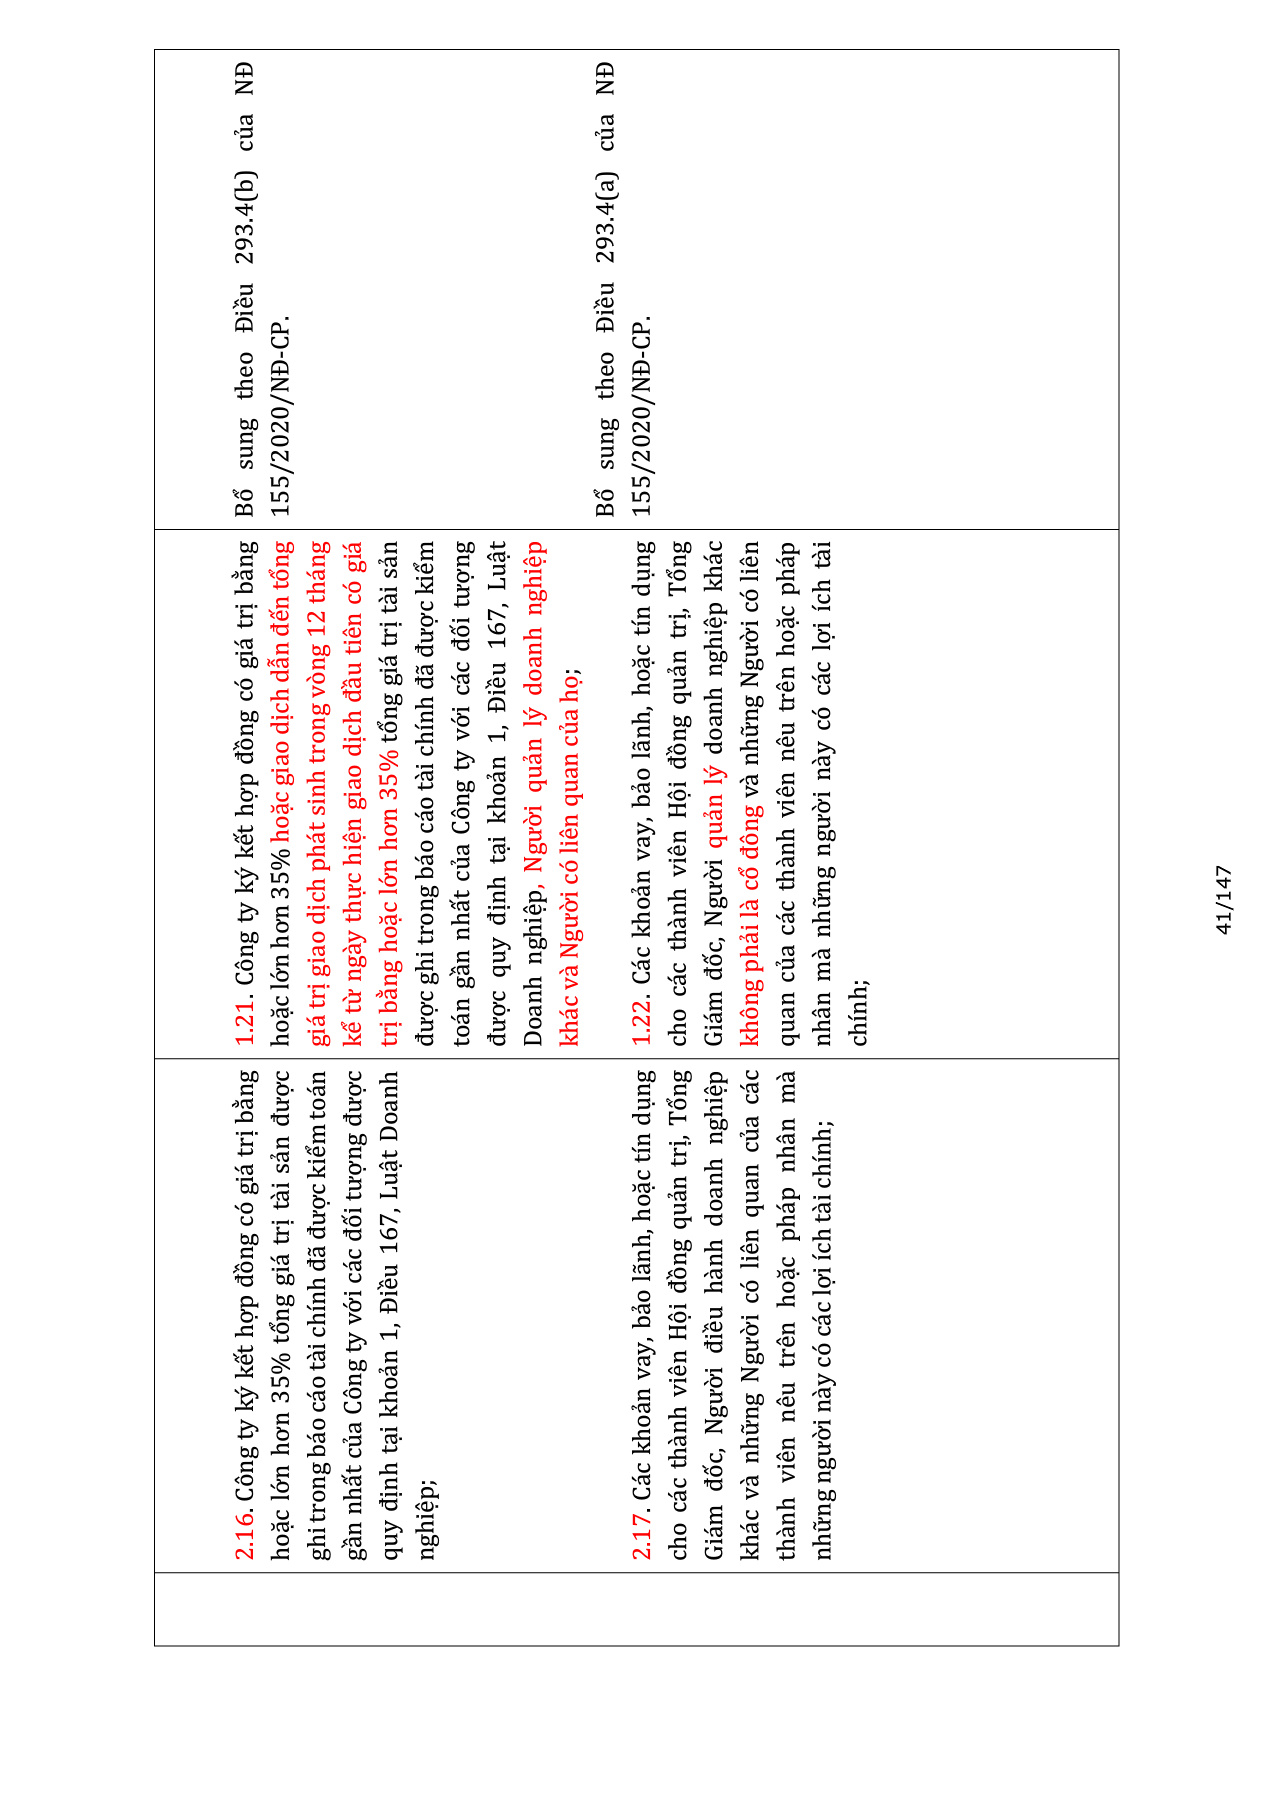 2.16. Công ty ký kết hợp đồng có giá trị bằng
hoặc lớn hơn 35% tổng giá trị tài sản được
ghi trong báo cáo tài chính đã được kiểm toán
gần nhất của Công ty với các đối tượng được
quy định tại khoản 1, Điều 167, Luật Doanh
nghiệp;
2.17. Các khoản vay, bảo lãnh, hoặc tín dụng
cho các thành viên Hội đồng quản trị, Tổng
Giám đốc, Người điều hành doanh nghiệp
khác và những Người có liên quan của các
thành viên nêu trên hoặc pháp nhân mà
những người này có các lợi ích tài chính;
1.21. Công ty ký kết hợp đồng có giá trị bằng
hoặc lớn hơn 35% hoặc giao dịch dẫn đến tổng
giá trị giao dịch phát sinh trong vòng 12 tháng
kể từ ngày thực hiện giao dịch đầu tiên có giá
trị bằng hoặc lớn hơn 35% tổng giá trị tài sản
được ghi trong báo cáo tài chính đã được kiểm
toán gần nhất của Công ty với các đối tượng
được quy định tại khoản 1, Điều 167, Luật
Doanh nghiệp, Người quản lý doanh nghiệp
khác và Người có liên quan của họ;
1.22. Các khoản vay, bảo lãnh, hoặc tín dụng
cho các thành viên Hội đồng quản trị, Tổng
Giám đốc, Người quản lý doanh nghiệp khác
không phải là cổ đông và những Người có liên
quan của các thành viên nêu trên hoặc pháp
nhân mà những người này có các lợi ích tài
chính;
Bổ sung theo Điều 293.4(b) của NĐ
155/2020/NĐ-CP.
Bổ sung theo Điều 293.4(a) của NĐ
155/2020/NĐ-CP.
41/147